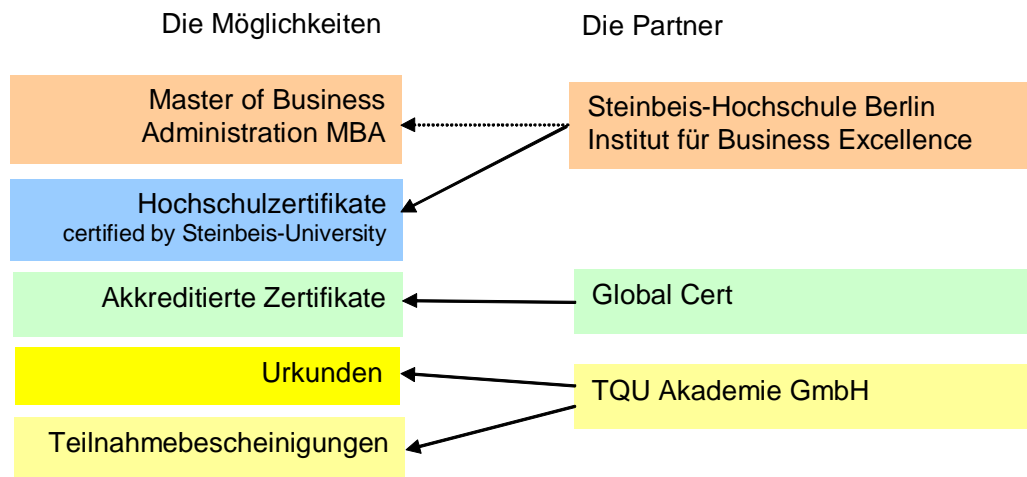 Die Möglichkeiten
Die Partner
Master of Business
Administration MBA
Steinbeis-Hochschule Berlin
Institut für Business Excellence
Hochschulzertifikate
certified by Steinbeis-University
Akkreditierte Zertifikate
Global Cert
Urkunden
TQU Akademie GmbH
Teilnahmebescheinigungen